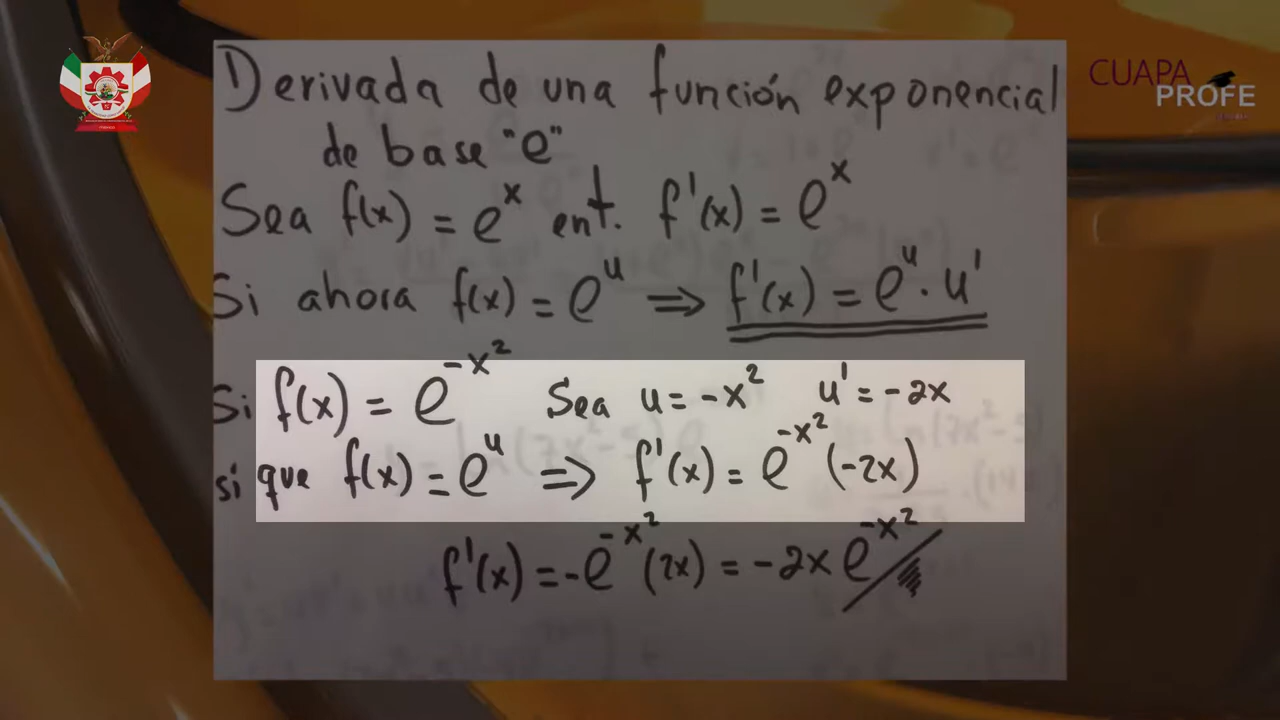 CUAPA
PROFE
Derivada de una función exponencial
de base "e"
Sea f(x) = e^x ent. f'(x) = e^x
Si ahora f(x) = e^u ⇒ f'(x) = e^u · u'
Si f(x) = e^-x² Sea u = -x² u' = -2x
si que f(x) = e^u ⇒ f'(x) = e^-x² (-2x)
f'(x) = -e^-x² (2x) = -2x e^-x²